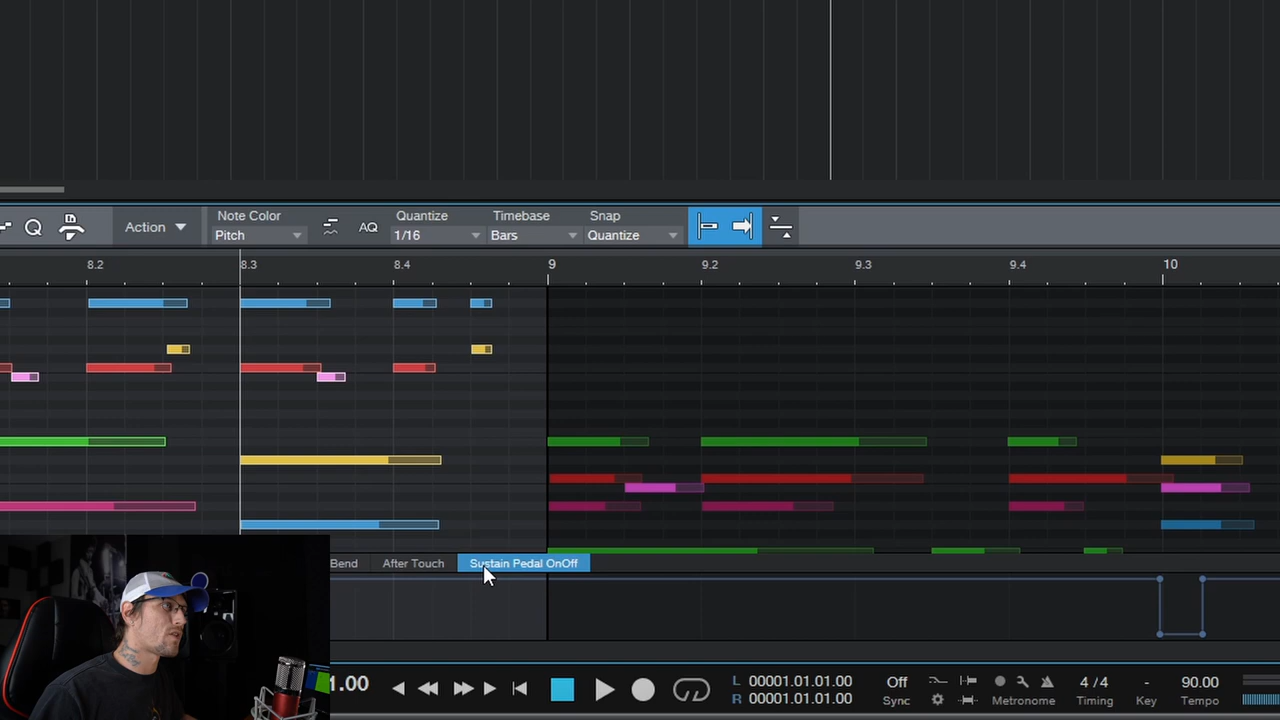 Note Color
Quantize
Timebase
Snap
Q
Action
AQ
Pitch
1/16
Bars
Quantize
8.2
8.3
8.4
9
9.2
9.3
9.4
10
Bend
After Touch
Sustain Pedal OnOff
1.00
L 00001.01.01.00
R 00001.01.01.00
Off
Sync
Metronome
4 / 4
Timing
-
Key
90.00
Tempo